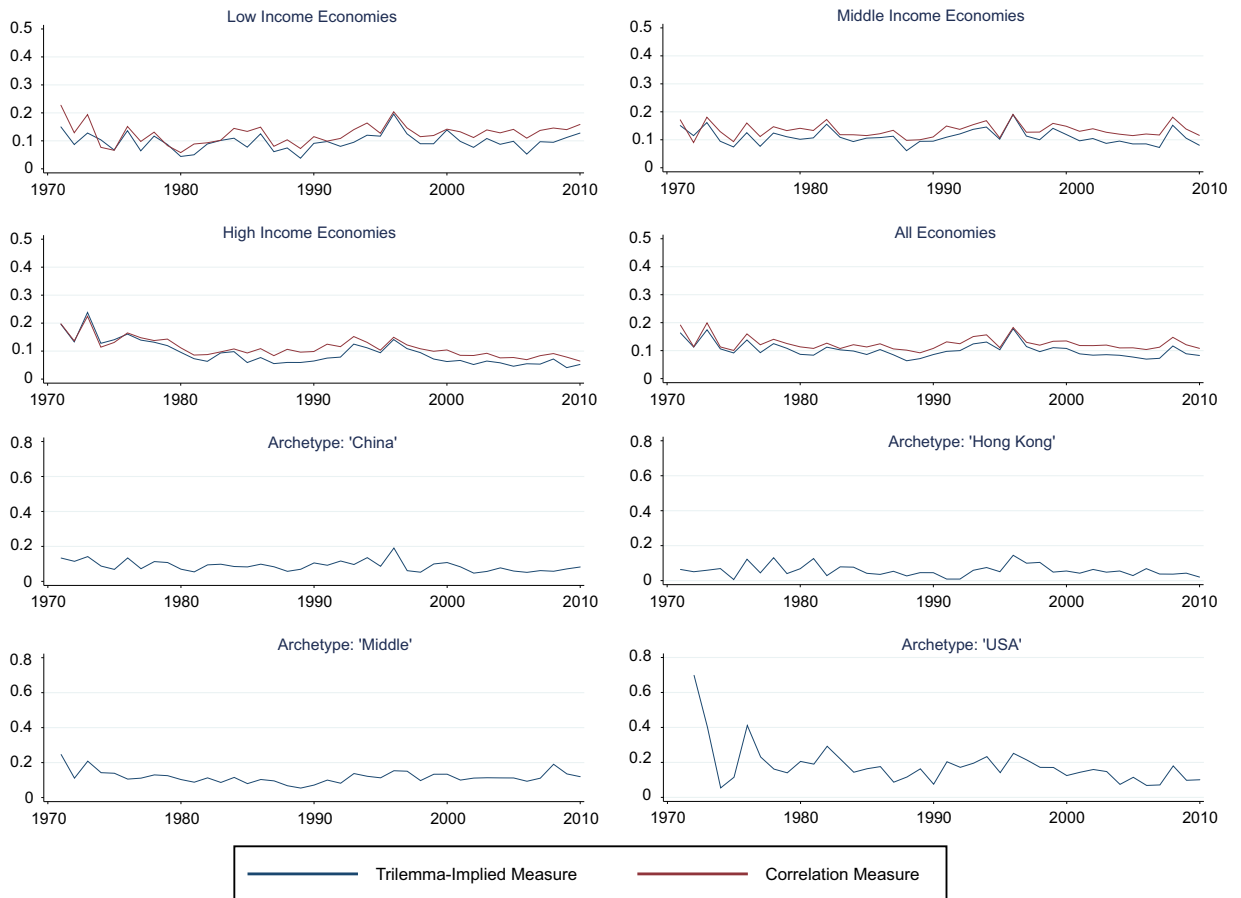 Low Income Economies
0.5
0.4
0.3
0.2
0.1
0
1970 1980 1990 2000 2010
Middle Income Economies
0.5
0.4
0.3
0.2
0.1
0
1970 1980 1990 2000 2010
High Income Economies
0.5
0.4
0.3
0.2
0.1
0
1970 1980 1990 2000 2010
All Economies
0.5
0.4
0.3
0.2
0.1
0
1970 1980 1990 2000 2010
Archetype: 'China'
0.8
0.6
0.4
0.2
0
1970 1980 1990 2000 2010
Archetype: 'Hong Kong'
0.8
0.6
0.4
0.2
0
1970 1980 1990 2000 2010
Archetype: 'Middle'
0.8
0.6
0.4
0.2
0
1970 1980 1990 2000 2010
Archetype: 'USA'
0.8
0.6
0.4
0.2
0
1970 1980 1990 2000 2010
Trilemma-Implied Measure Correlation Measure